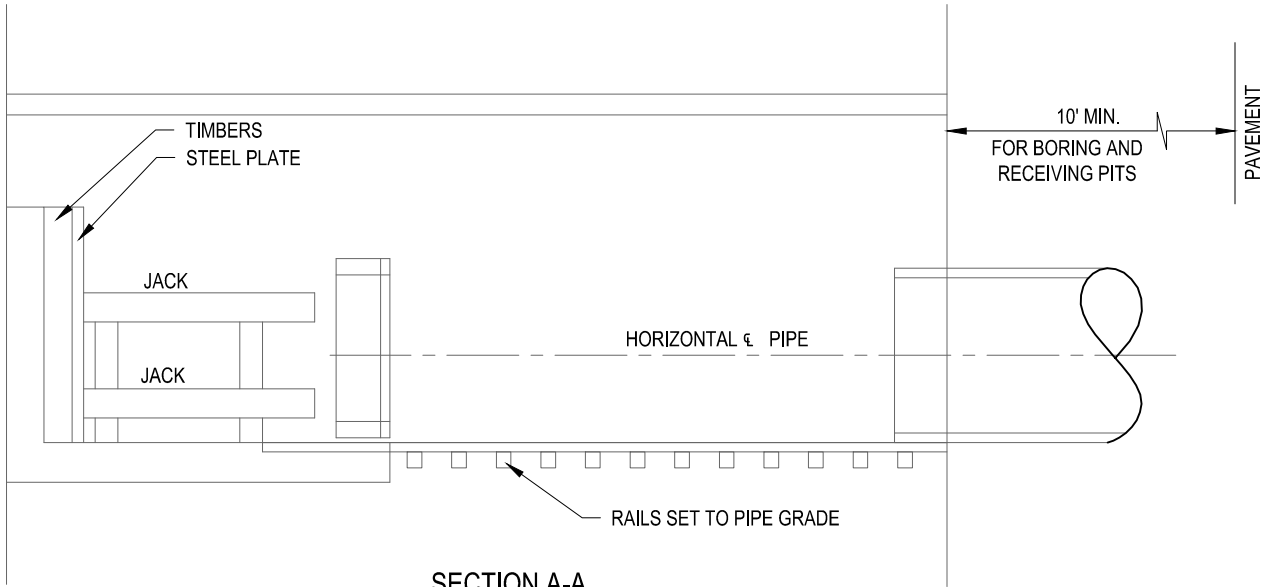 10' MIN.
FOR BORING AND
RECEIVING PITS
PAVEMENT
TIMBERS
STEEL PLATE
JACK
HORIZONTAL ℄ PIPE
JACK
RAILS SET TO PIPE GRADE
SECTION A-A